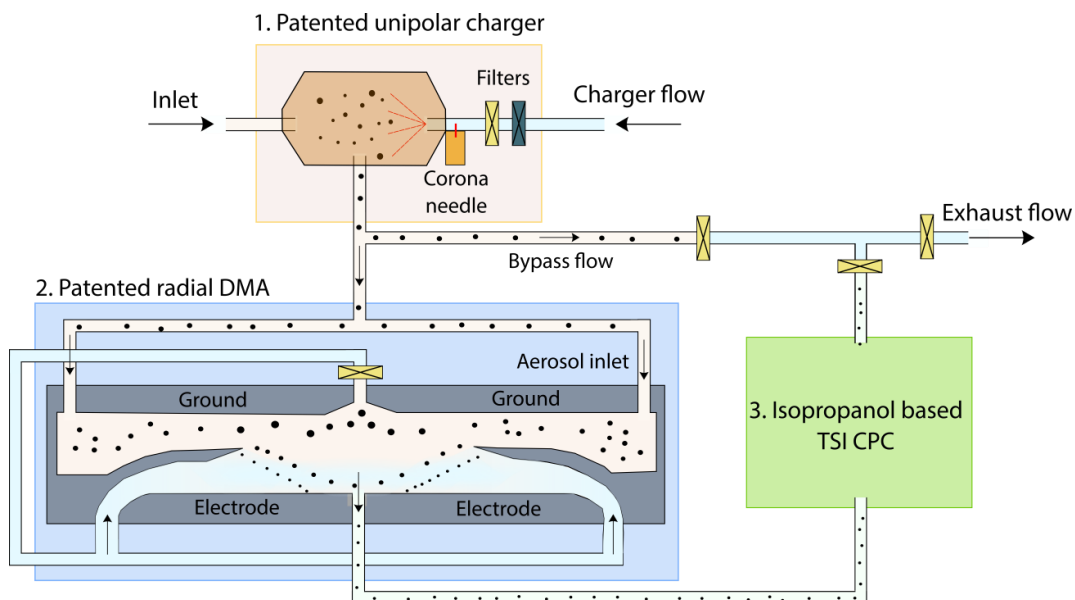 1. Patented unipolar charger
Filters
Inlet
Charger flow
Corona
needle
Exhaust flow
Bypass flow
2. Patented radial DMA
Aerosol inlet
Ground
Ground
3. Isopropanol based
TSI CPC
Electrode
Electrode